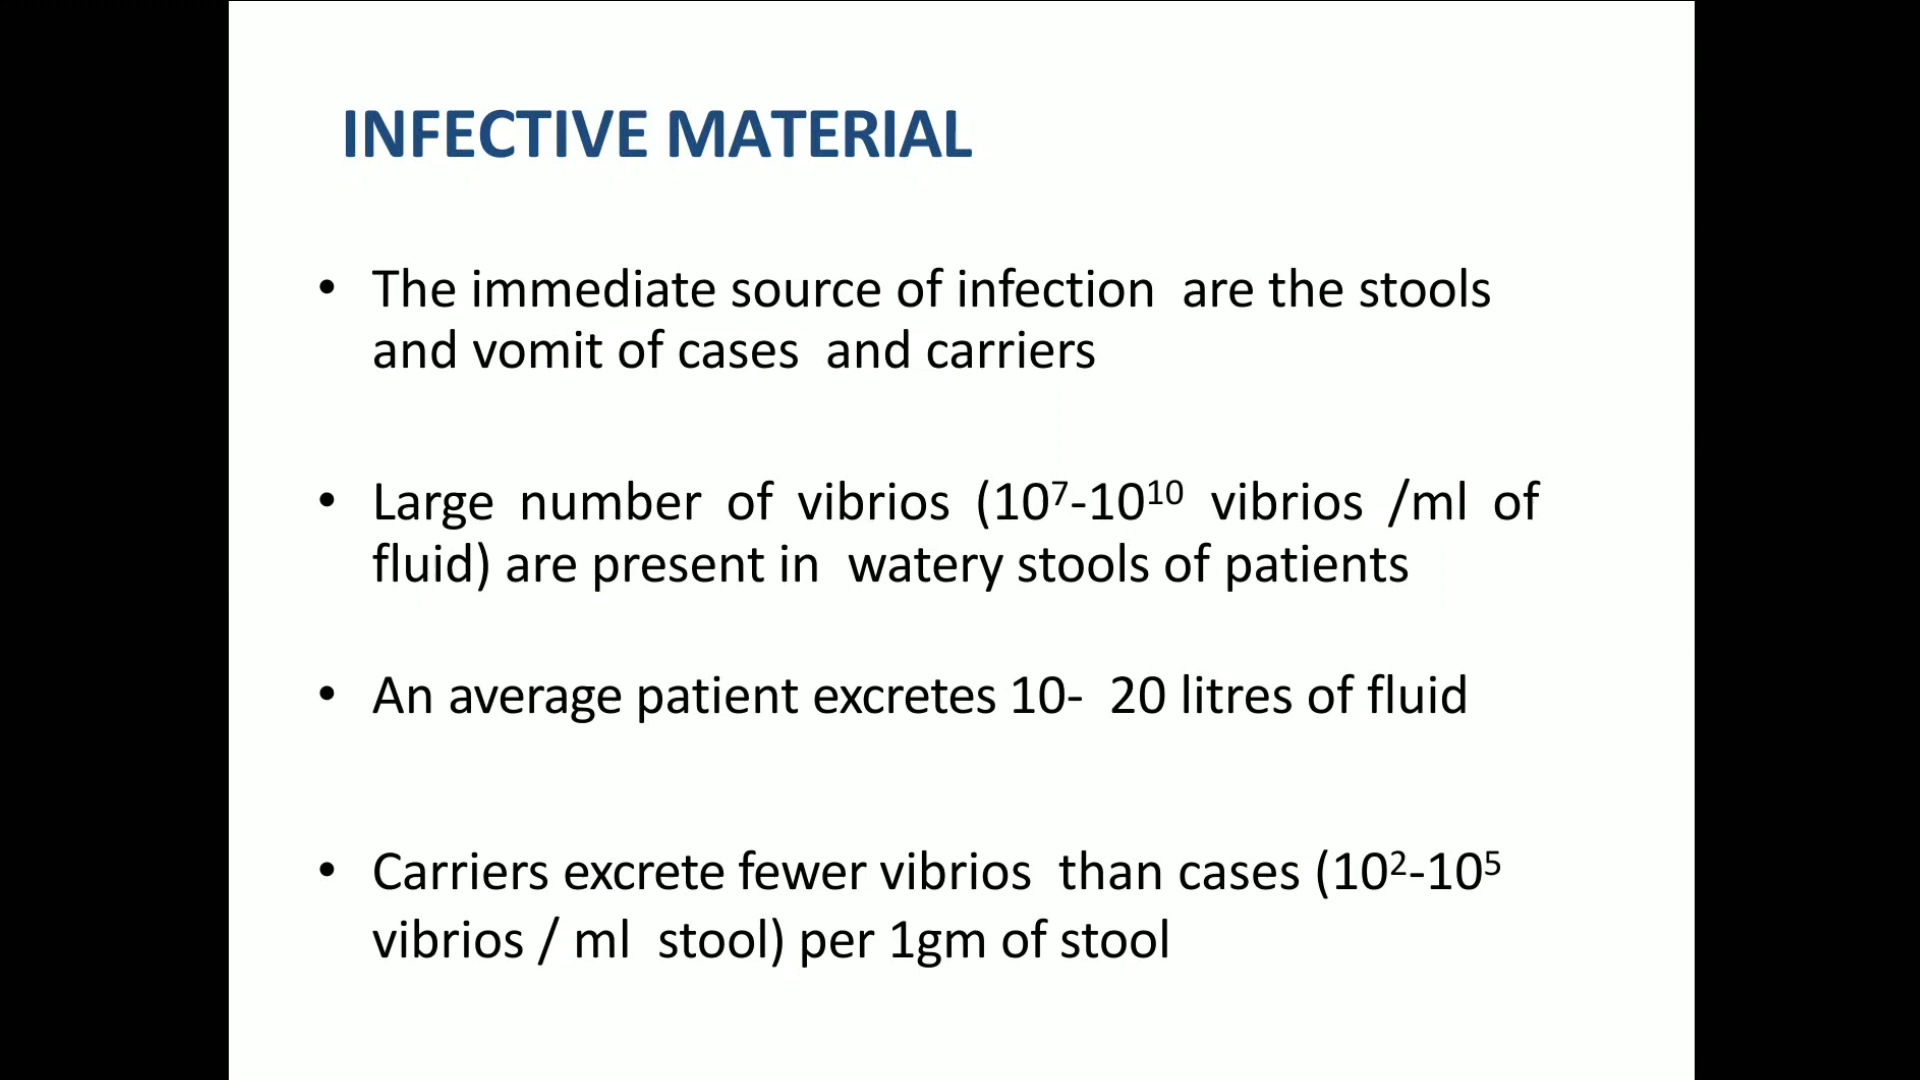 INFECTIVE MATERIAL
• The immediate source of infection are the stools
and vomit of cases and carriers
• Large number of vibrios (10⁷-10¹⁰ vibrios /ml of
fluid) are present in watery stools of patients
• An average patient excretes 10- 20 litres of fluid
• Carriers excrete fewer vibrios than cases (10²-10⁵
vibrios / ml stool) per 1gm of stool